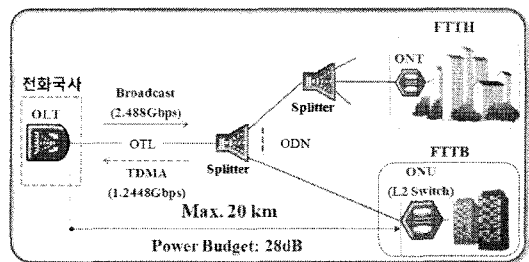 FTTH
전화국사
OLT
Broadcast
(2.488Gbps)
OTL
TDMA
(1.2448Gbps)
Splitter
Splitter
ODN
ONT
FTTB
ONU
(L2 Switch)
Max. 20 km
Power Budget: 28dB